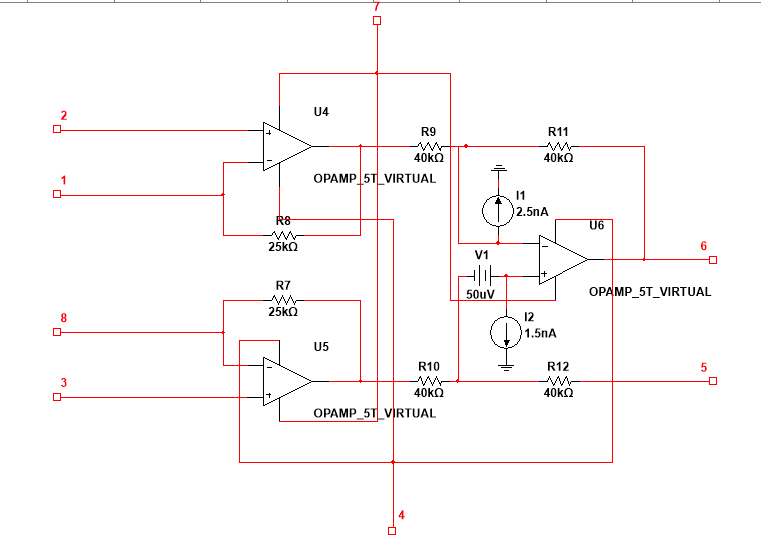 7
2
U4
R9
R11
40kΩ
40kΩ
1
OPAMP_5T_VIRTUAL
I1
2.5nA
R8
25kΩ
U6
6
V1
50uV
OPAMP_5T_VIRTUAL
R7
25kΩ
8
I2
1.5nA
U5
3
R10
R12
5
40kΩ
40kΩ
OPAMP_5T_VIRTUAL
4